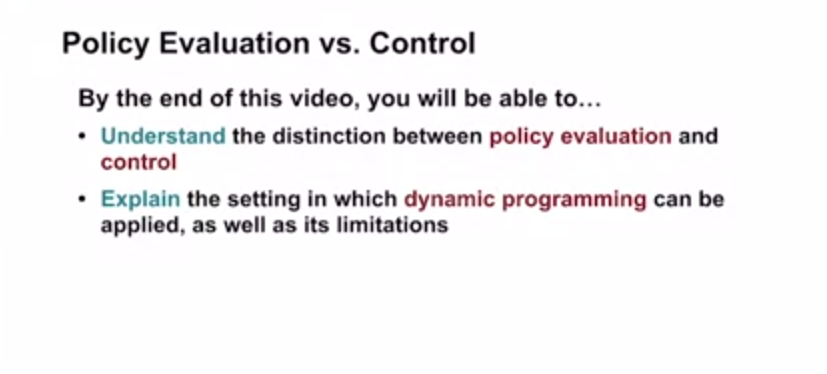 Policy Evaluation vs. Control
By the end of this video, you will be able to...
• Understand the distinction between policy evaluation and
control
• Explain the setting in which dynamic programming can be
applied, as well as its limitations